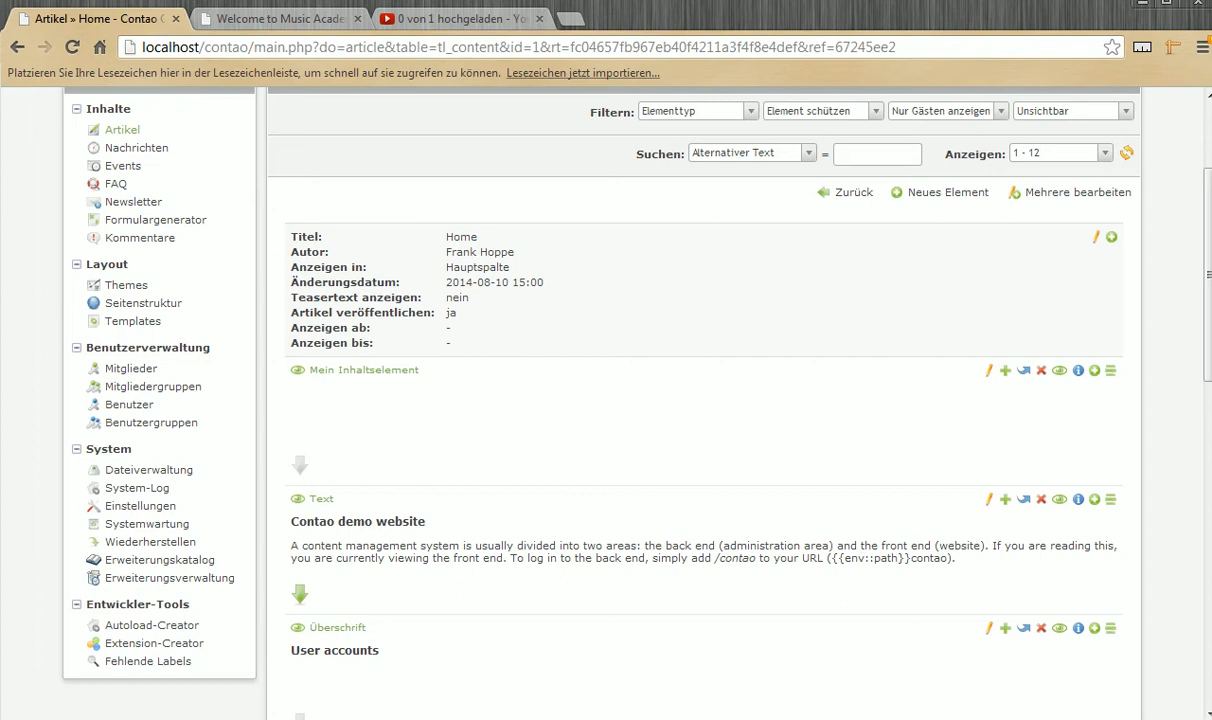 Artikel » Home - Contao C
Welcome to Music Acade
0 von 1 hochgeladen - Yo
localhost/contao/main.php?do=article&table=tl_content&id=1&rt=fc04657fb967eb40f4211a3f4f8e4def&ref=67245ee2
Platzieren Sie Ihre Lesezeichen hier in der Lesezeichenleiste, um schnell auf sie zugreifen zu können. Lesezeichen jetzt importieren...
Inhalte
Artikel
Nachrichten
Events
FAQ
Newsletter
Formulargenerator
Kommentare
Layout
Themes
Seitenstruktur
Templates
Benutzerverwaltung
Mitglieder
Mitgliedergruppen
Benutzer
Benutzergruppen
System
Dateiverwaltung
System-Log
Einstellungen
Systemwartung
Wiederherstellen
Erweiterungskatalog
Erweiterungsverwaltung
Entwickler-Tools
Autoload-Creator
Extension-Creator
Fehlende Labels
Filtern: Elementtyp Element schützen Nur Gästen anzeigen Unsichtbar
Suchen: Alternativer Text = Anzeigen: 1 - 12
Zurück Neues Element Mehrere bearbeiten
Titel: Home
Autor: Frank Hoppe
Anzeigen in: Hauptspalte
Änderungsdatum: 2014-08-10 15:00
Teasertext anzeigen: nein
Artikel veröffentlichen: ja
Anzeigen ab: -
Anzeigen bis: -
Mein Inhaltselement
Text
Contao demo website
A content management system is usually divided into two areas: the back end (administration area) and the front end (website). If you are reading this,
you are currently viewing the front end. To log in to the back end, simply add /contao to your URL ({{env::path}}contao).
Überschrift
User accounts